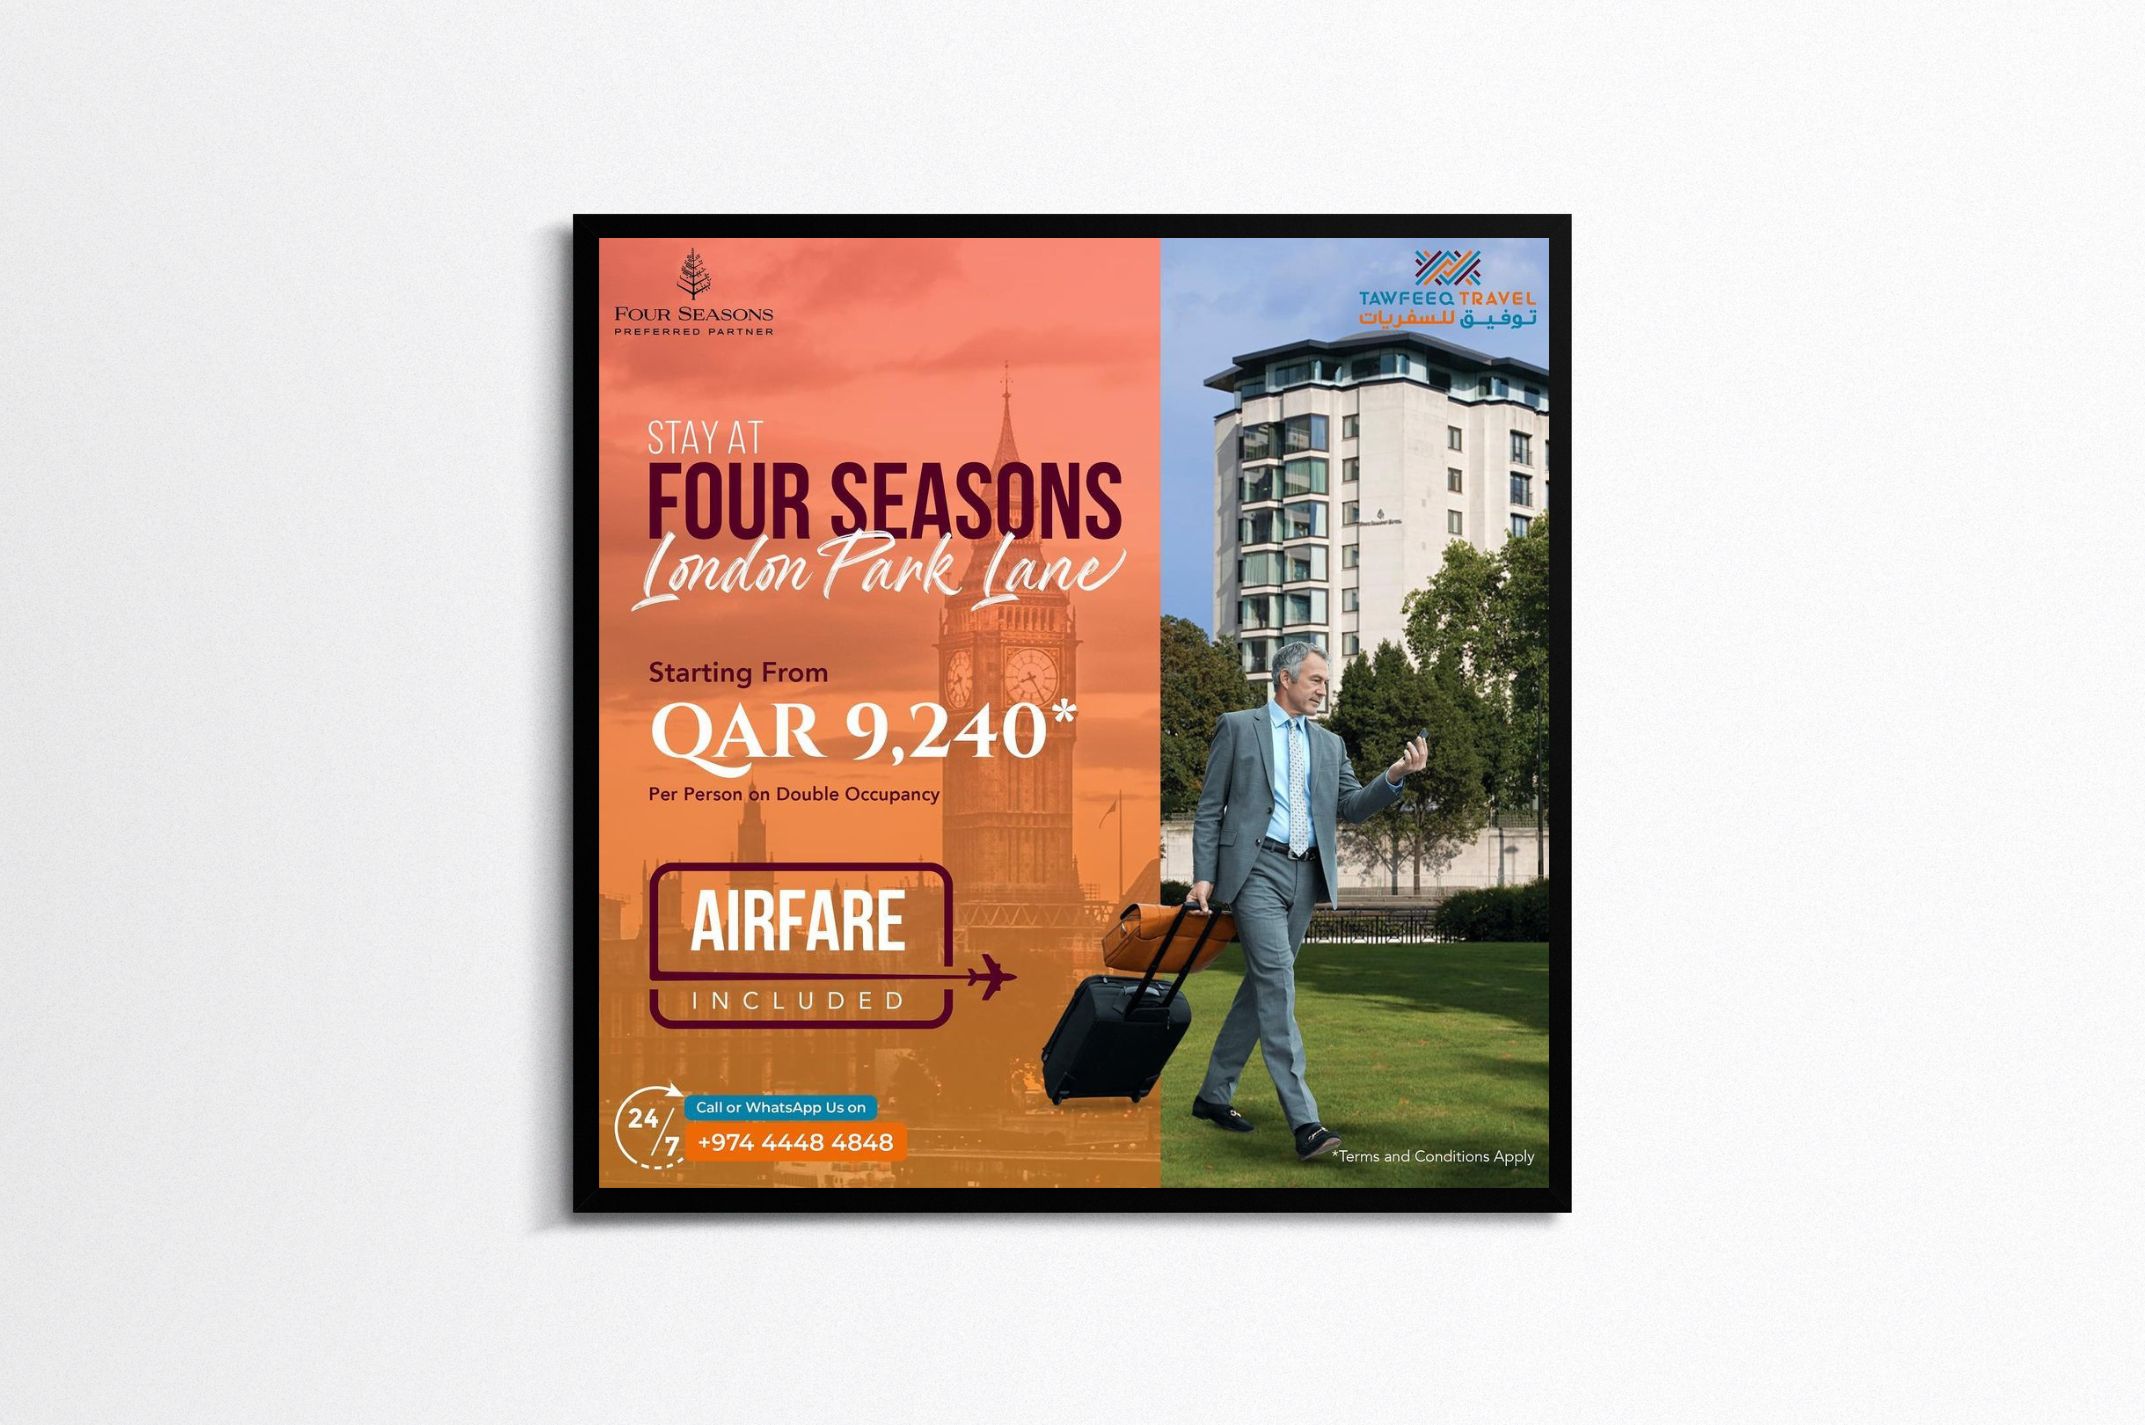 FOUR SEASONS
PREFERRED PARTNER
TAWFEEQ TRAVEL
توفيق للسفريات
STAY AT
FOUR SEASONS
London Park Lane
Starting From
QAR 9,240*
Per Person on Double Occupancy
AIRFARE
INCLUDED
24/7
Call or WhatsApp Us on
+974 4448 4848
*Terms and Conditions Apply